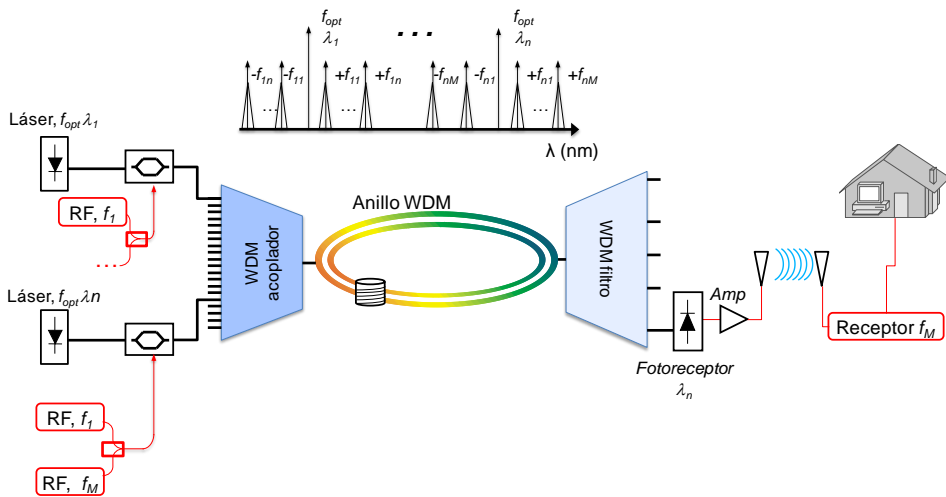 f_opt
λ_1
...
f_opt
λ_n
-f_1n
-f_11
+f_11
+f_1n
-f_nM
-f_n1
+f_n1
+f_nM
...
...
...
...
λ (nm)
Láser, f_opt λ_1
RF, f_1
...
WDM acoplador
Anillo WDM
WDM filtro
Láser, f_opt λn
RF, f_1
RF, f_M
Amp
Fotoreceptor
λ_n
Receptor f_M